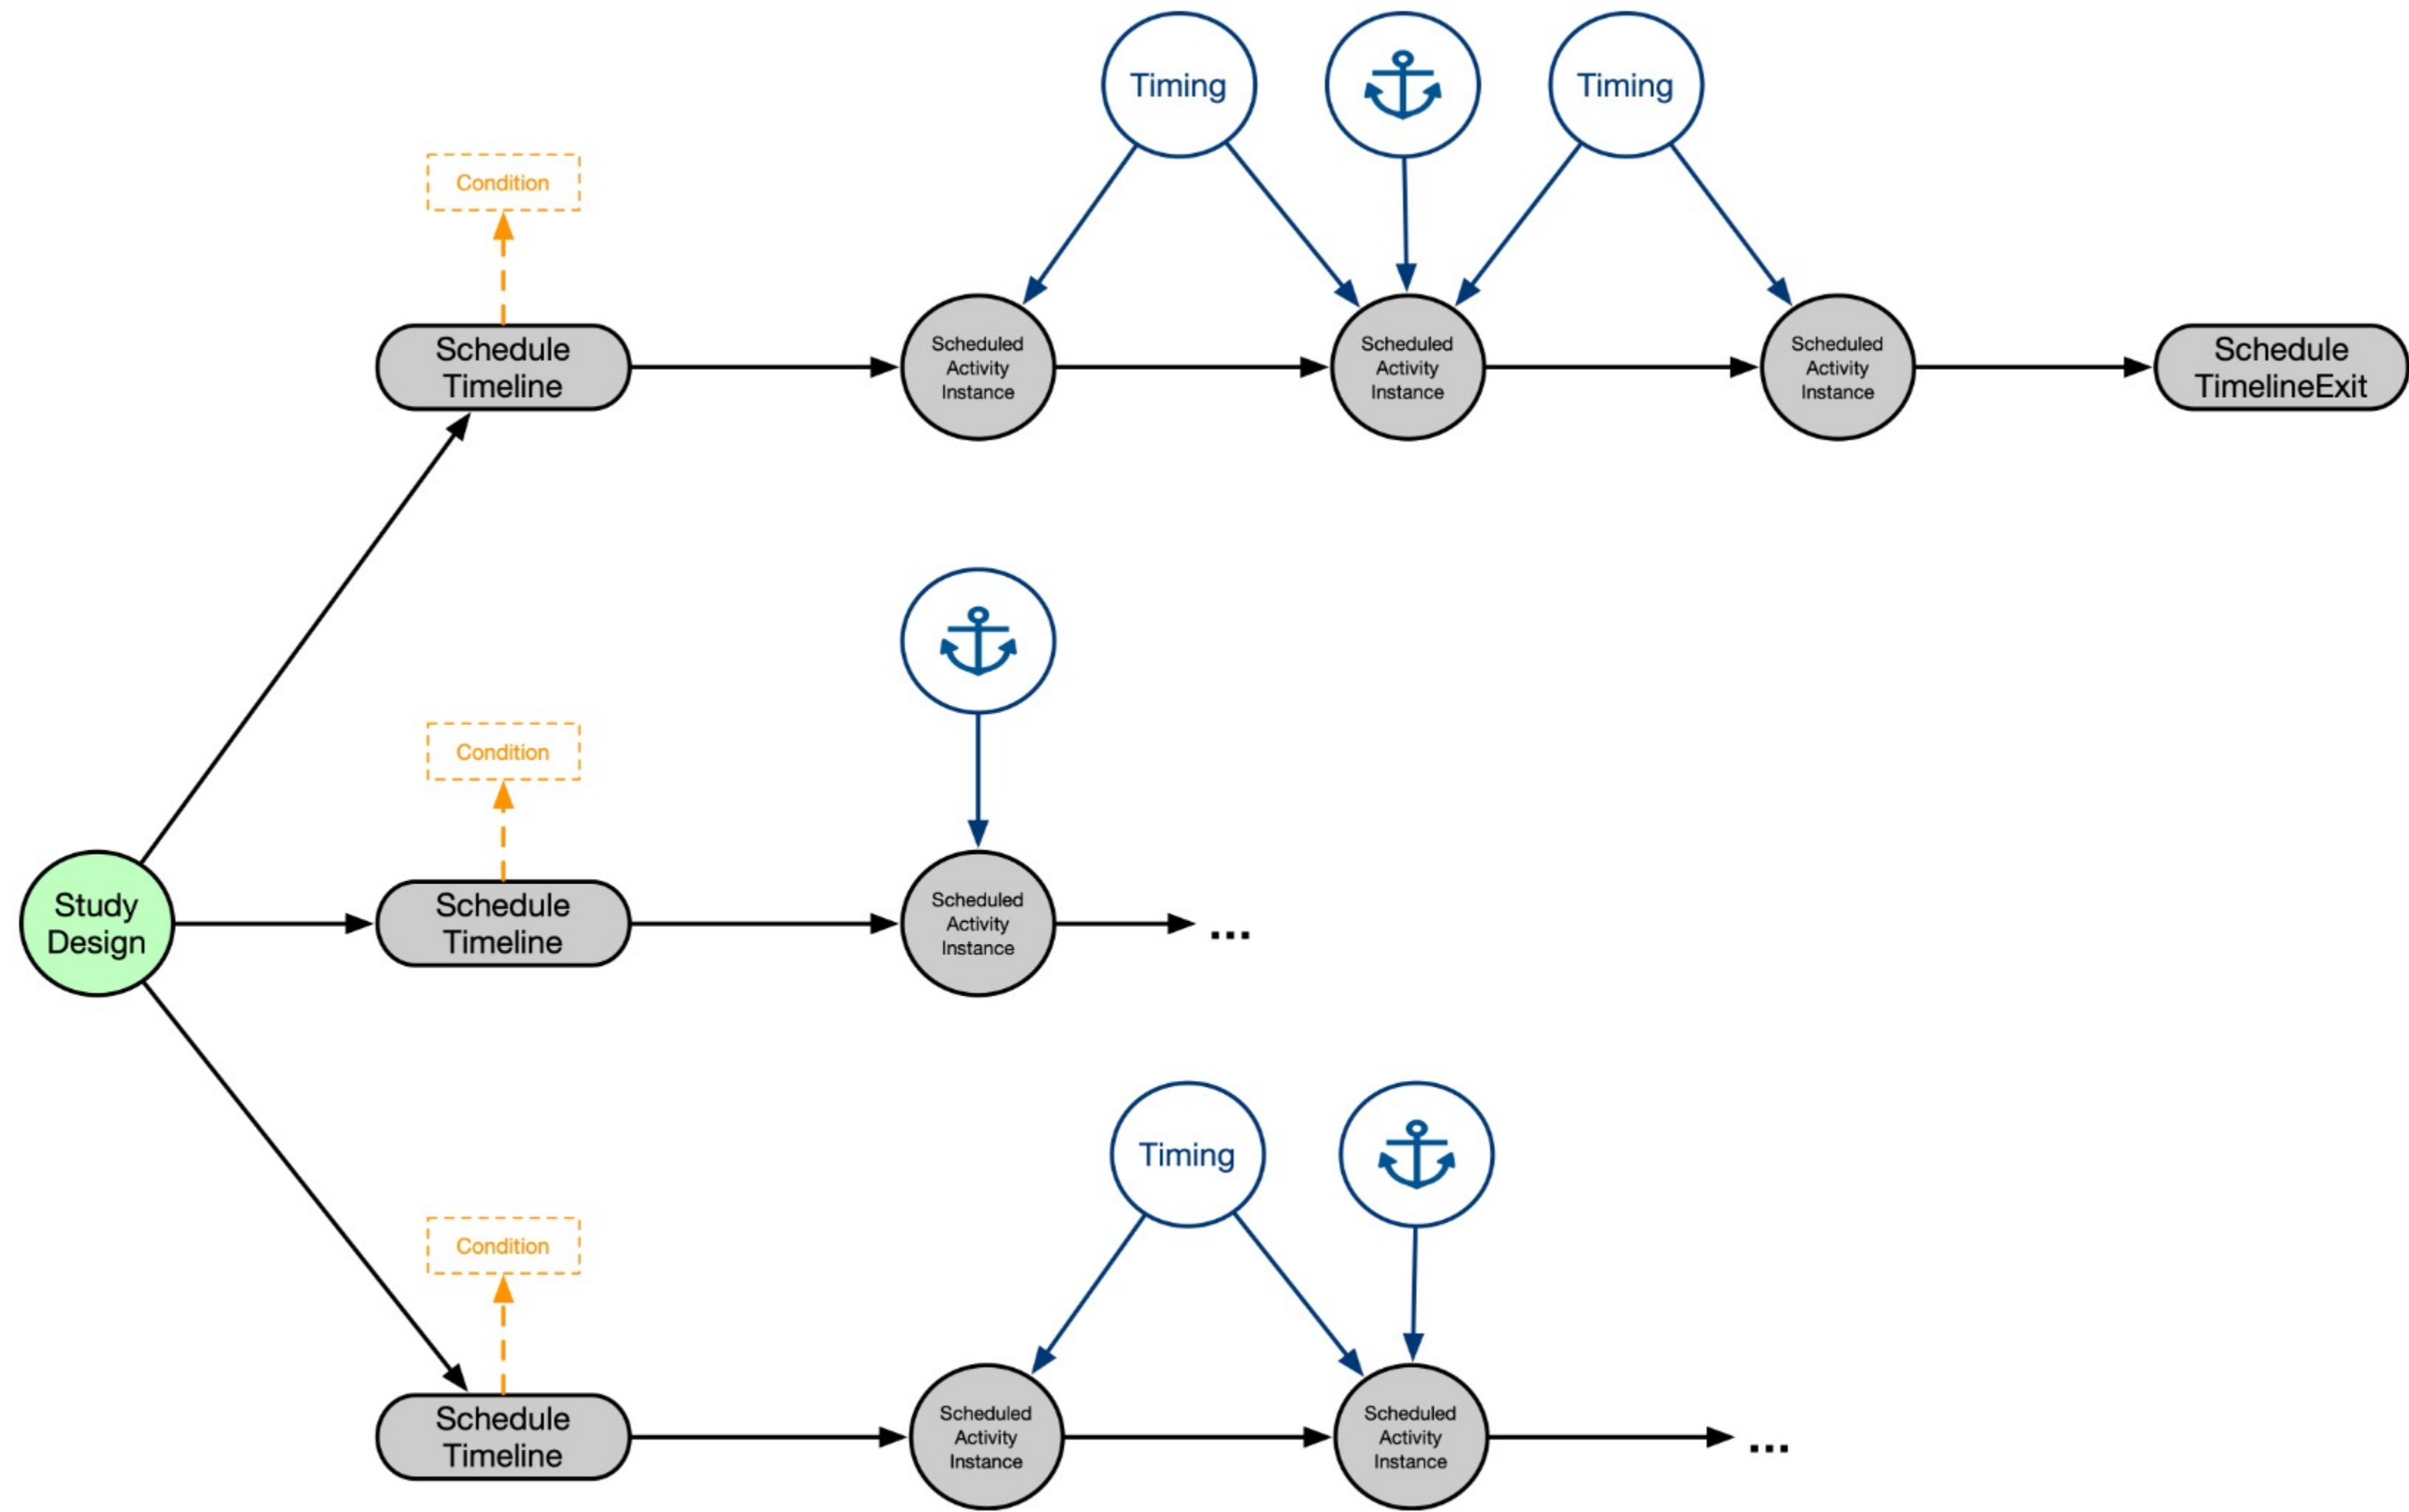 Timing
Timing
Condition
Schedule
Timeline
Scheduled
Activity
Instance
Scheduled
Activity
Instance
Scheduled
Activity
Instance
Schedule
TimelineExit
Condition
Study
Design
Schedule
Timeline
Scheduled
Activity
Instance
...
Timing
Condition
Schedule
Timeline
Scheduled
Activity
Instance
Scheduled
Activity
Instance
...